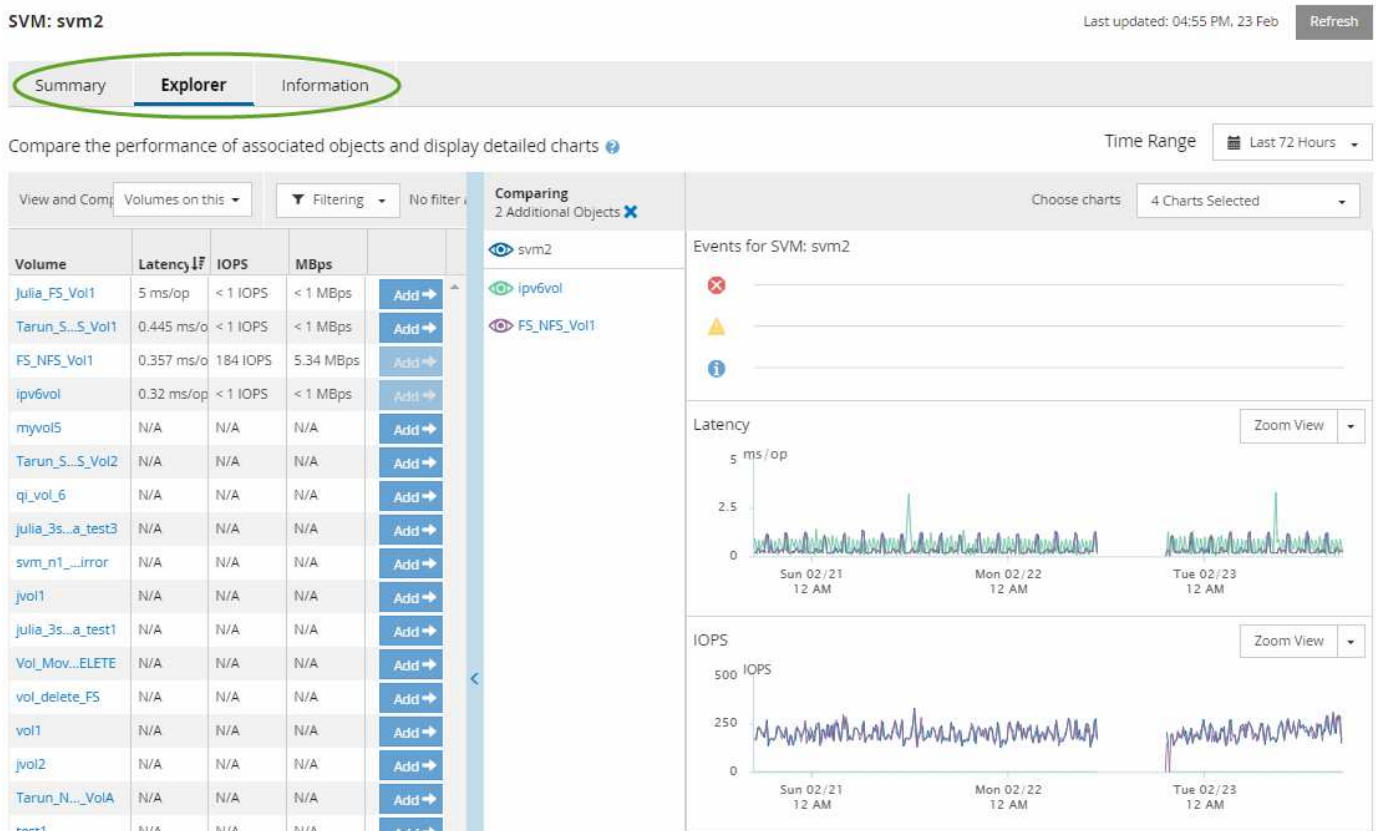 SVM: svm2
Last updated: 04:55 PM, 23 Feb Refresh
Summary Explorer Information
Compare the performance of associated objects and display detailed charts ?
Time Range Last 72 Hours
View and Comp Volumes on this Filtering No filter
Comparing
2 Additional Objects
Choose charts 4 Charts Selected
Volume Latency IOPS MBps
Julia_FS_Vol1 5 ms/op < 1 IOPS < 1 MBps Add
Tarun_S...S_Vol1 0.445 ms/o < 1 IOPS < 1 MBps Add
FS_NFS_Vol1 0.357 ms/o 184 IOPS 5.34 MBps Add
ipv6vol 0.32 ms/op < 1 IOPS < 1 MBps Add
myvol5 N/A N/A N/A Add
Tarun_S...S_Vol2 N/A N/A N/A Add
qi_vol_6 N/A N/A N/A Add
julia_3s...a_test3 N/A N/A N/A Add
svm_n1_...irror N/A N/A N/A Add
jvol1 N/A N/A N/A Add
julia_3s...a_test1 N/A N/A N/A Add
Vol_Mov...ELETE N/A N/A N/A Add
vol_delete_FS N/A N/A N/A Add
vol1 N/A N/A N/A Add
jvol2 N/A N/A N/A Add
Tarun_N..._VolA N/A N/A N/A Add
test1 N/A N/A N/A Add
svm2
ipv6vol
FS_NFS_Vol1
Events for SVM: svm2
Latency Zoom View
5 ms/op
2.5
0
Sun 02/21 Mon 02/22 Tue 02/23
12 AM 12 AM 12 AM
IOPS Zoom View
500 IOPS
250
0
Sun 02/21 Mon 02/22 Tue 02/23
12 AM 12 AM 12 AM